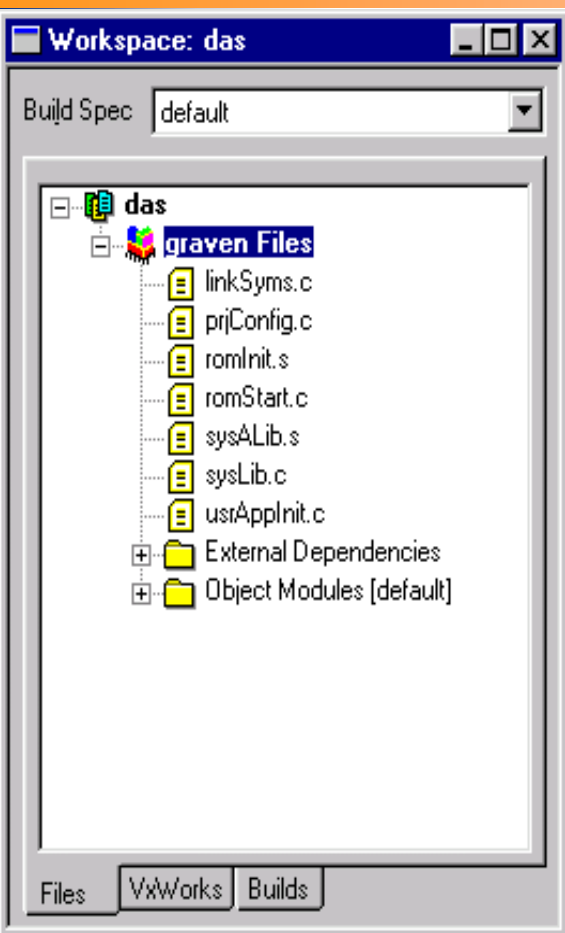 Workspace: das
Build Spec default
das
graven Files
linkSyms.c
prjConfig.c
romInit.s
romStart.c
sysALib.s
sysLib.c
usrAppInit.c
External Dependencies
Object Modules [default]
Files VxWorks Builds